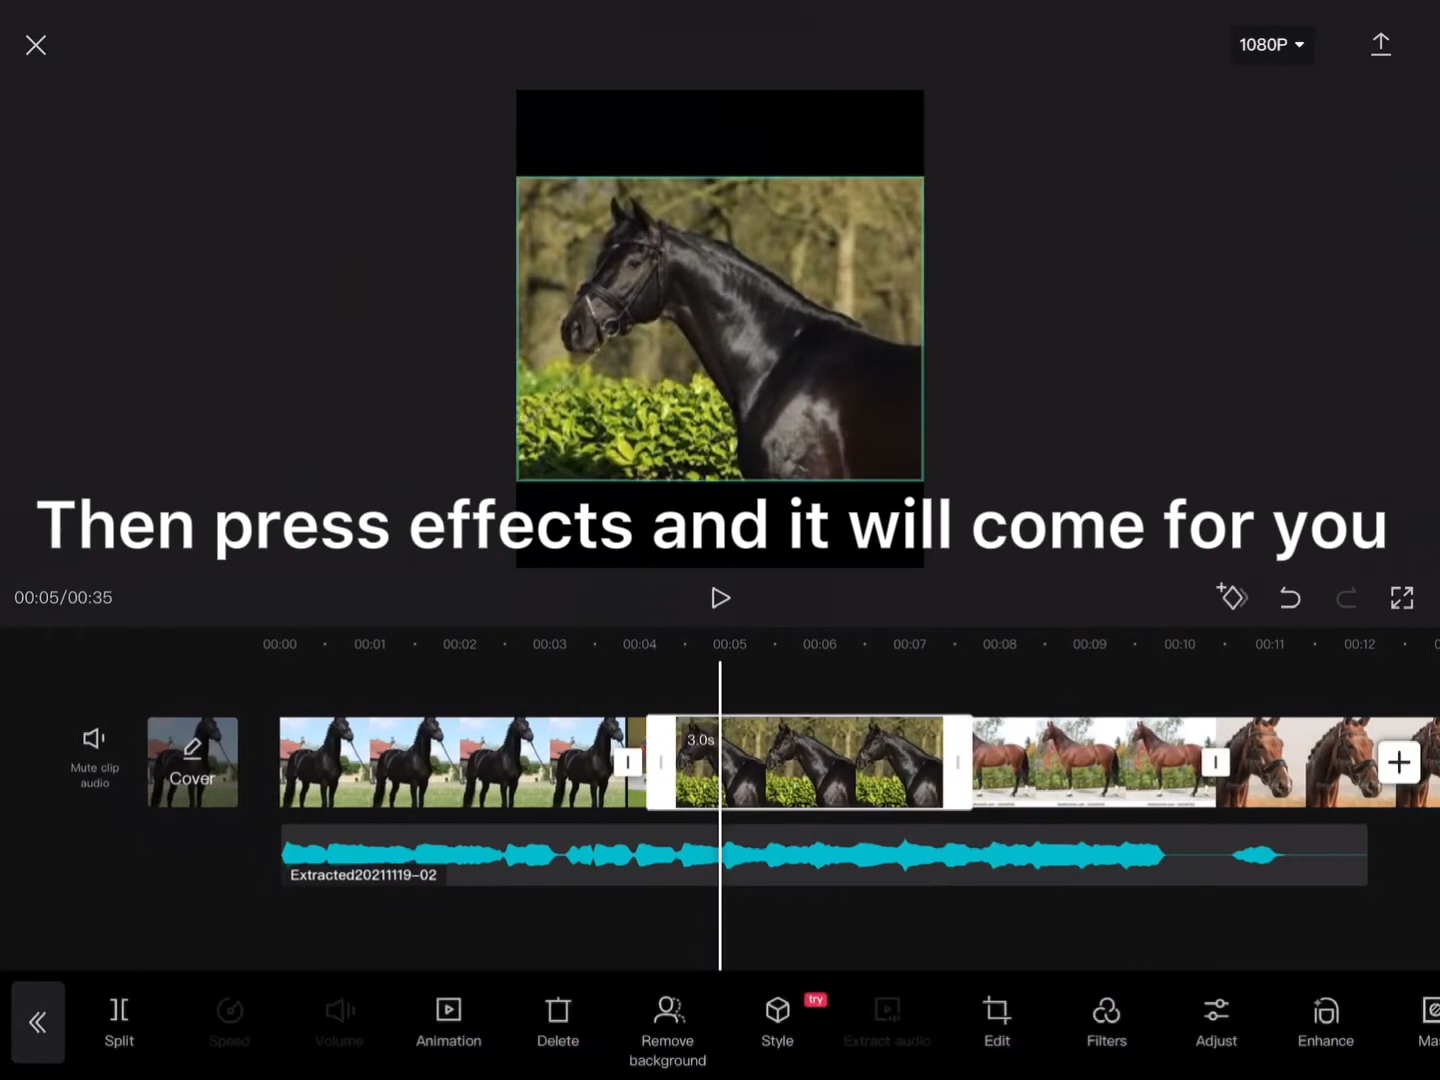 1080P
Then press effects and it will come for you
00:05/00:35
00:00 00:01 00:02 00:03 00:04 00:05 00:06 00:07 00:08 00:09 00:10 00:11 00:12
Mute clip
audio
Cover
3.0s
Extracted20211119-02
Split
Speed
Volume
Animation
Delete
Remove
background
Style
try
Extract audio
Edit
Filters
Adjust
Enhance